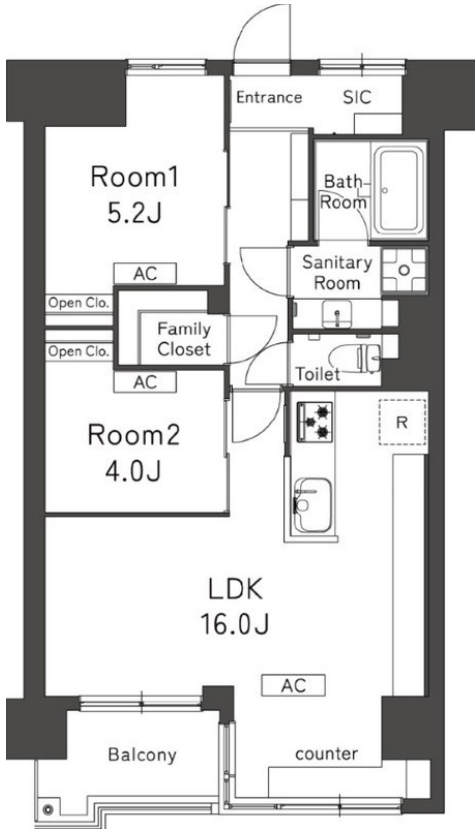 Entrance
SIC
Room1
5.2J
Bath-
Room
AC
Sanitary
Room
Open Clo.
Family
Closet
Open Clo.
AC
Toilet
Room2
4.0J
R
LDK
16.0J
AC
Balcony
counter